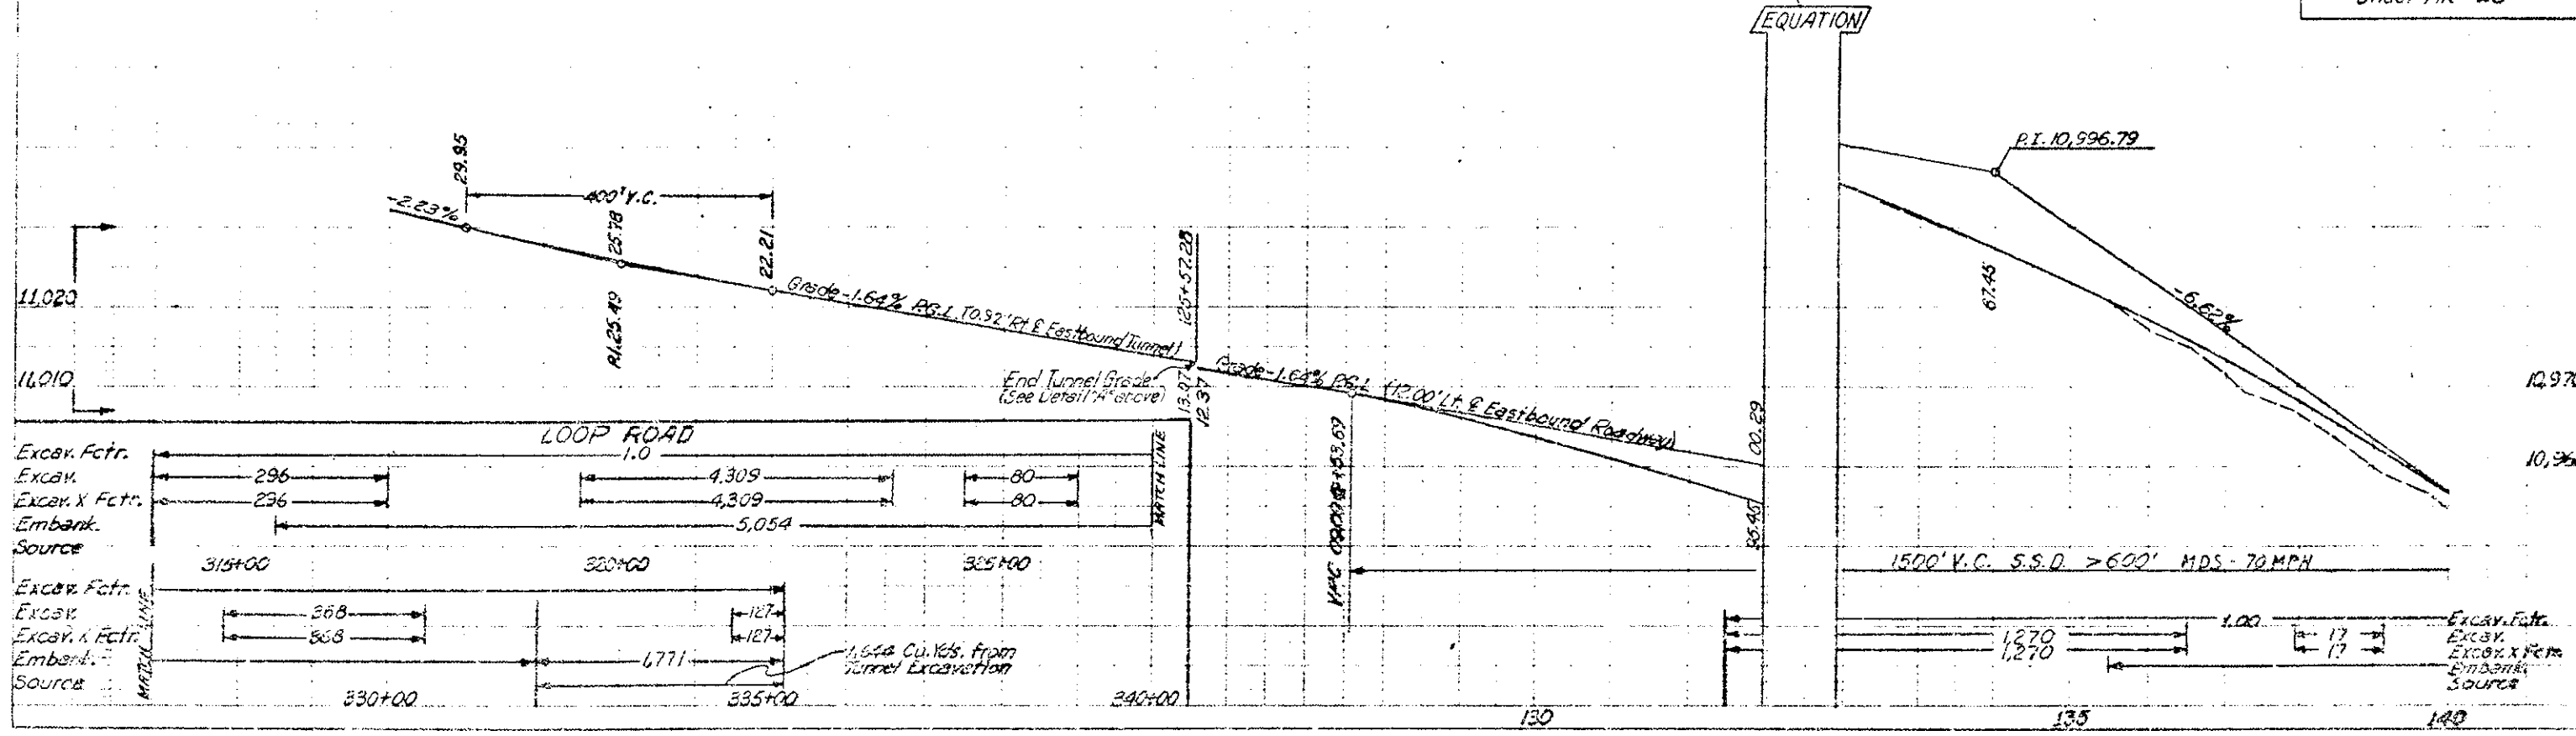 EQUATION
P.I. 10,996.79
29.95
400' V.C.
-2.23%
25.78
22.21
P.I. 25.49
125+57.28
Grade -1.64% P.G.L. To.92' Rt. ℄ Eastbound Tunnel)
67.45
-6.62%
11,020
11,010
End Tunnel Grade
(See Detail "A" above)
13.07
12.37
Grade -1.64% P.G.L. (12.00' Lt. ℄ Eastbound Roadway)
00.29
95.45
10,970
LOOP ROAD
MATCH LINE
Excav. Fctr. 1.0
Excav. 296 4,309 80
Excav. X Fctr. 296 4,309 80
Embank. 5,054
Source
315+00 320+00 325+00
1500' V.C. S.S.D. >600' MDS - 70 MPH
MATCH LINE
Excav. Fctr.
Excav. 368 127
Excav. X Fctr. 368 127
Embank. 1,771
1,644 Cu. Yds. From
Tunnel Excavation
Source
330+00 335+00 340+00
1.00 Excav. Fctr.
1,270 17 Excav.
1,270 17 Excav. X Fctr.
Embank.
Source
130 135 140